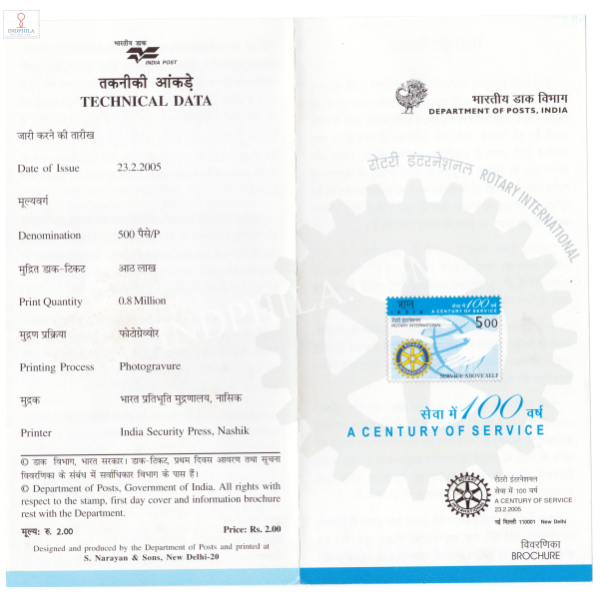 INDPHILA
भारतीय डाक
INDIA POST
तकनीकी आंकड़े
TECHNICAL DATA
जारी करने की तारीख
Date of Issue 23.2.2005
मूल्यवर्ग
Denomination 500 पैसे/P
मुद्रित डाक-टिकट आठ लाख
Print Quantity 0.8 Million
मुद्रण प्रक्रिया फोटोग्रेव्योर
Printing Process Photogravure
मुद्रक भारत प्रतिभूति मुद्रणालय, नासिक
Printer India Security Press, Nashik
© डाक विभाग, भारत सरकार। डाक-टिकट, प्रथम दिवस आवरण तथा सूचना
विवरणिका के संबंध में सर्वाधिकार विभाग के पास हैं।
© Department of Posts, Government of India. All rights with
respect to the stamp, first day cover and information brochure
rest with the Department.
मूल्य: रु. 2.00 Price: Rs. 2.00
Designed and produced by the Department of Posts and printed at
S. Narayan & Sons, New Delhi-20
भारतीय डाक विभाग
DEPARTMENT OF POSTS, INDIA
रोटरी इंटरनेशनल ROTARY INTERNATIONAL
भारत सेवा में 100 वर्ष
INDIA A CENTURY OF SERVICE
रोटरी इंटरनेशनल
ROTARY INTERNATIONAL 500
SERVICE ABOVE SELF
सेवा में 100 वर्ष
A CENTURY OF SERVICE
ROTARY INTERNATIONAL
रोटरी इंटरनेशनल
सेवा में 100 वर्ष
A CENTURY OF SERVICE
23.2.2005
नई दिल्ली 110001 New Delhi
विवरणिका
BROCHURE